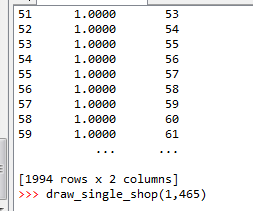 51 1.0000 53
52 1.0000 54
53 1.0000 55
54 1.0000 56
55 1.0000 57
56 1.0000 58
57 1.0000 59
58 1.0000 60
59 1.0000 61
... ...
[1994 rows x 2 columns]
>>> draw_single_shop(1,465)